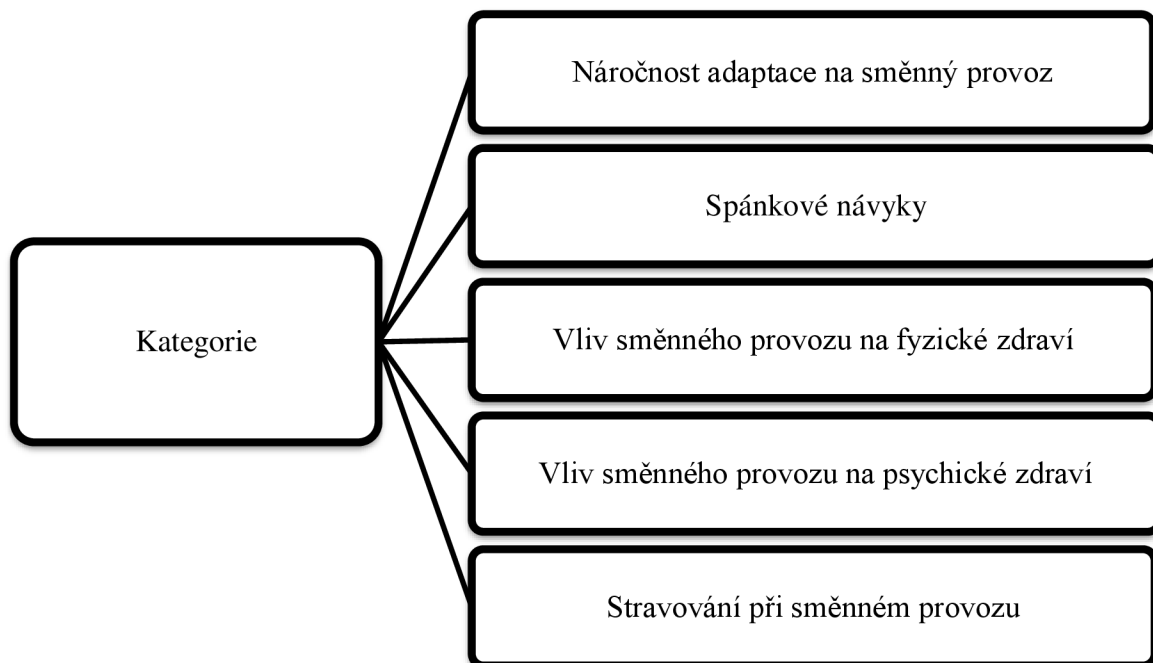 Náročnost adaptace na směnný provoz
Spánkové návyky
Kategorie
Vliv směnného provozu na fyzické zdraví
Vliv směnného provozu na psychické zdraví
Stravování při směnném provozu